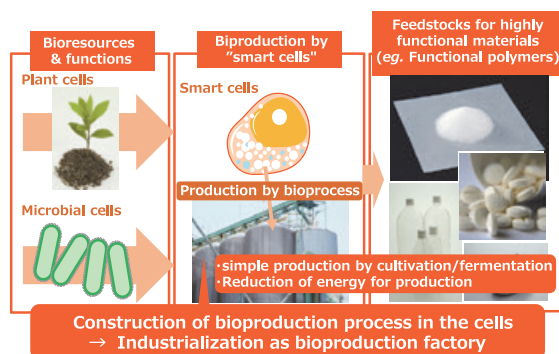 Bioresources
& functions
Plant cells
Microbial cells
Biproduction by
"smart cells"
Smart cells
Production by bioprocess
・simple production by cultivation/fermentation
・Reduction of energy for production
Feedstocks for highly
functional materials
(eg. Functional polymers)
Construction of bioproduction process in the cells
→ Industrialization as bioproduction factory